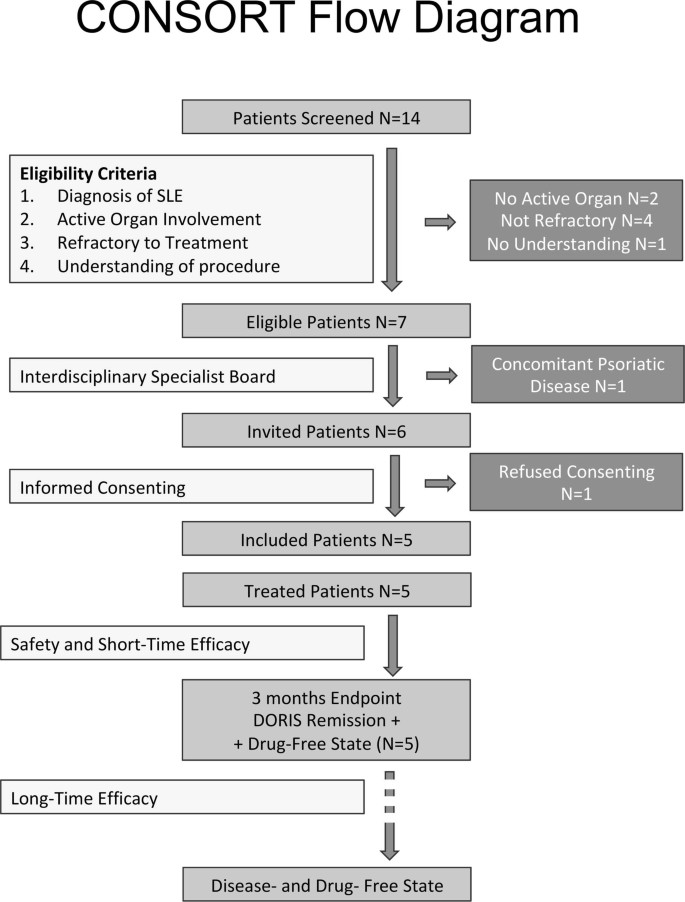 CONSORT Flow Diagram
Patients Screened N=14
Eligibility Criteria
1. Diagnosis of SLE
2. Active Organ Involvement
3. Refractory to Treatment
4. Understanding of procedure
No Active Organ N=2
Not Refractory N=4
No Understanding N=1
Eligible Patients N=7
Interdisciplinary Specialist Board
Concomitant Psoriatic
Disease N=1
Invited Patients N=6
Informed Consenting
Refused Consenting
N=1
Included Patients N=5
Treated Patients N=5
Safety and Short-Time Efficacy
3 months Endpoint
DORIS Remission +
+ Drug-Free State (N=5)
Long-Time Efficacy
Disease- and Drug- Free State